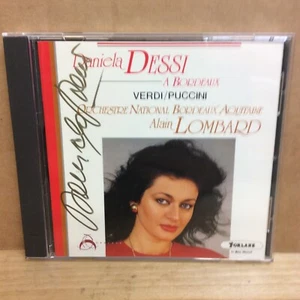 Daniela DESSI
A BORDEAUX
VERDI/PUCCINI
ORCHESTRE NATIONAL BORDEAUX AQUITAINE
Alain LOMBARD
FORLANE